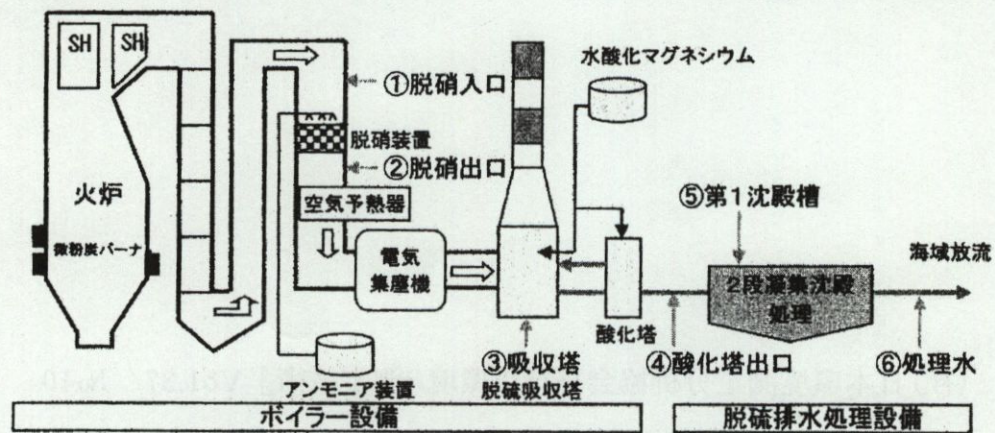 SH
SH
火炉
微粉炭バーナ
①脱硝入口
脱硝装置
②脱硝出口
空気予熱器
電気
集塵機
アンモニア装置
水酸化マグネシウム
③吸収塔
脱硫吸収塔
酸化塔
④酸化塔出口
⑤第1沈殿槽
2段凝集沈殿
処理
海域放流
⑥処理水
ボイラー設備
脱硫排水処理設備